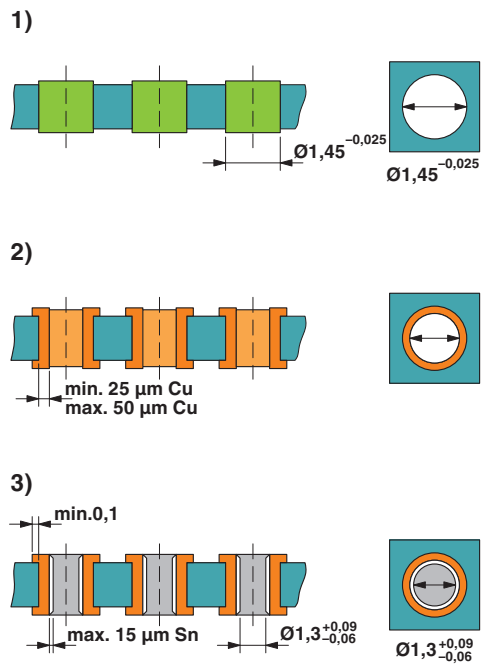 1)
Ø1,45 -0,025
Ø1,45 -0,025
2)
min. 25 µm Cu
max. 50 µm Cu
3)
min.0,1
max. 15 µm Sn
Ø1,3 +0,09 -0,06
Ø1,3 +0,09 -0,06